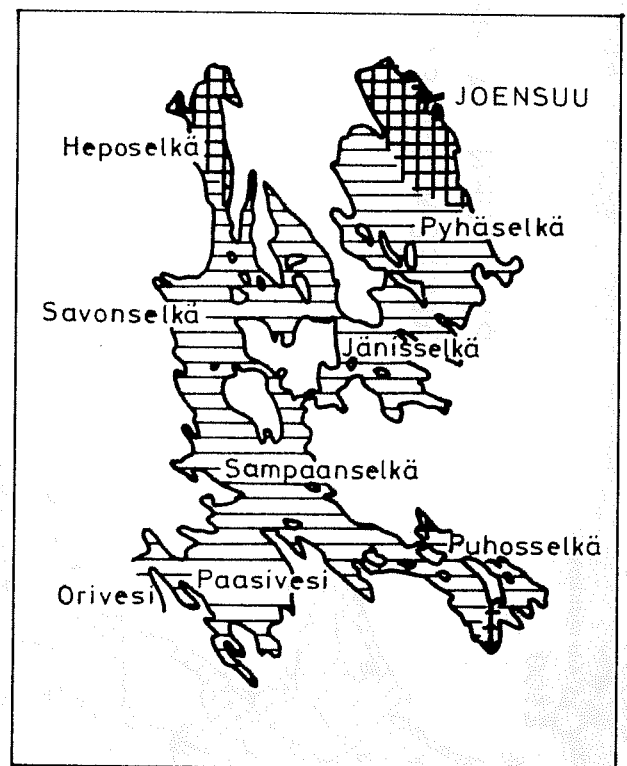 JOENSUU
Heposelkä
Pyhäselkä
Savonselkä
Jänisselkä
Sampaanselkä
Puhosselkä
Paasivesi
Orivesi